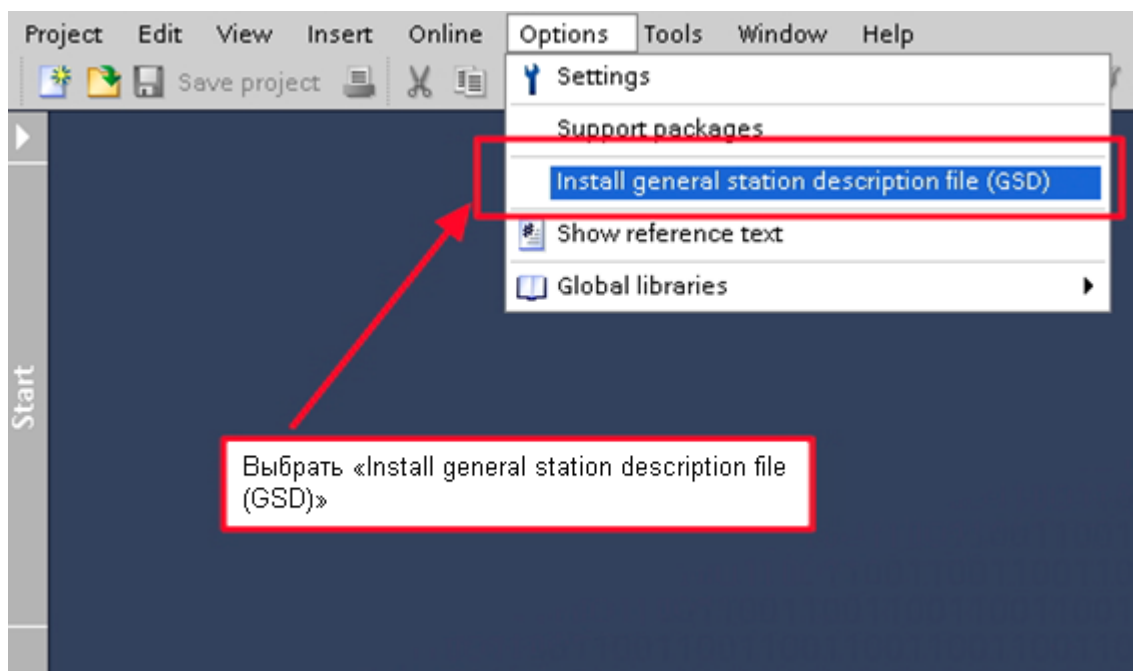 Project Edit View Insert Online Options Tools Window Help
Save project
Settings
Support packages
Install general station description file (GSD)
Show reference text
Global libraries
Start
Выбрать «Install general station description file
(GSD)»